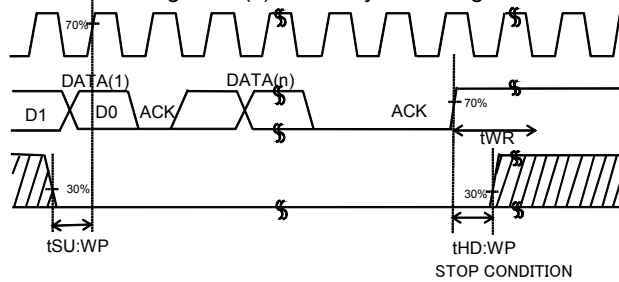 70%
DATA(1) DATA(n)
D1 D0 ACK ACK 70%
tWR
30% 30%
tSU:WP tHD:WP
STOP CONDITION